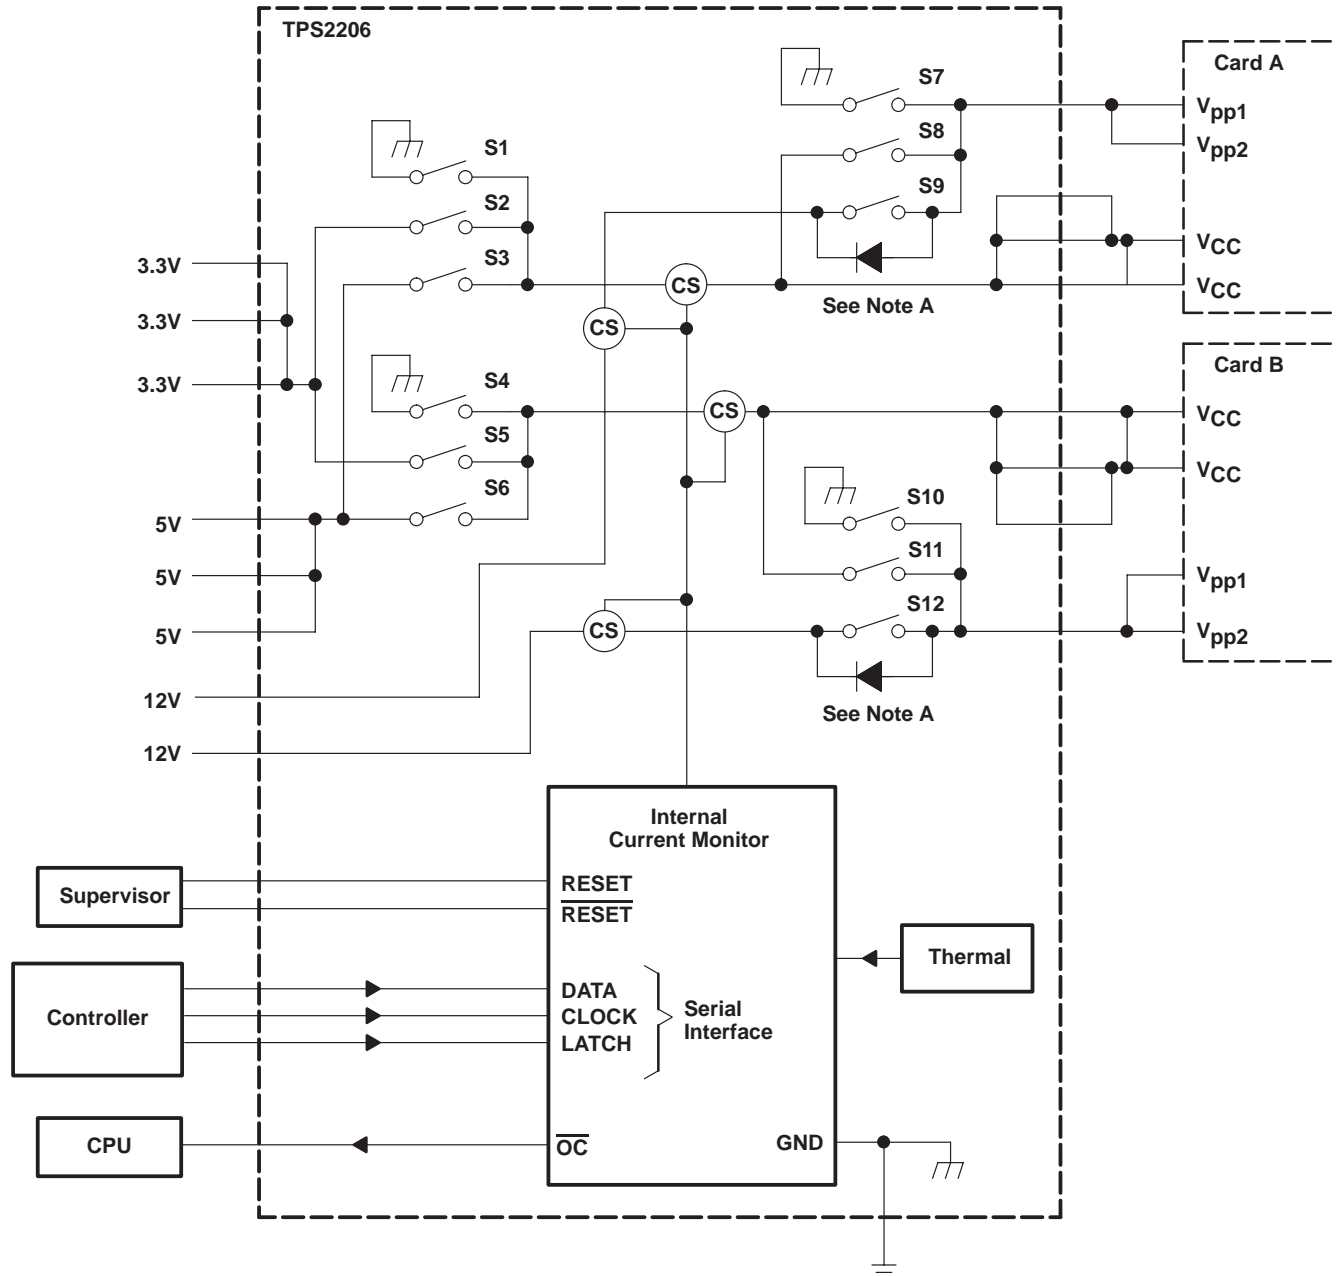 TPS2206
Card A
S7
Vpp1
S8
Vpp2
S1
S9
S2
VCC
S3
3.3V
CS
VCC
See Note A
3.3V
CS
Card B
3.3V
S4
CS
VCC
S5
VCC
S6
S10
5V
S11
5V
Vpp1
S12
5V
CS
Vpp2
12V
See Note A
12V
Internal
Current Monitor
Supervisor
RESET
RESET
Thermal
DATA
Controller
CLOCK
Serial
Interface
LATCH
CPU
OC
GND